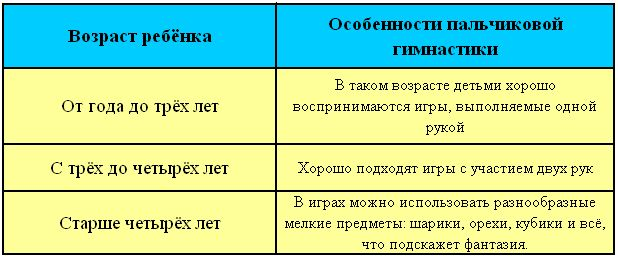 Возраст ребёнка
Особенности пальчиковой
гимнастики
От года до трёх лет
В таком возрасте детьми хорошо
воспринимаются игры, выполняемые одной
рукой
С трёх до четырёх лет
Хорошо подходят игры с участием двух рук
Старше четырёх лет
В играх можно использовать разнообразные
мелкие предметы: шарики, орехи, кубики и всё,
что подскажет фантазия.